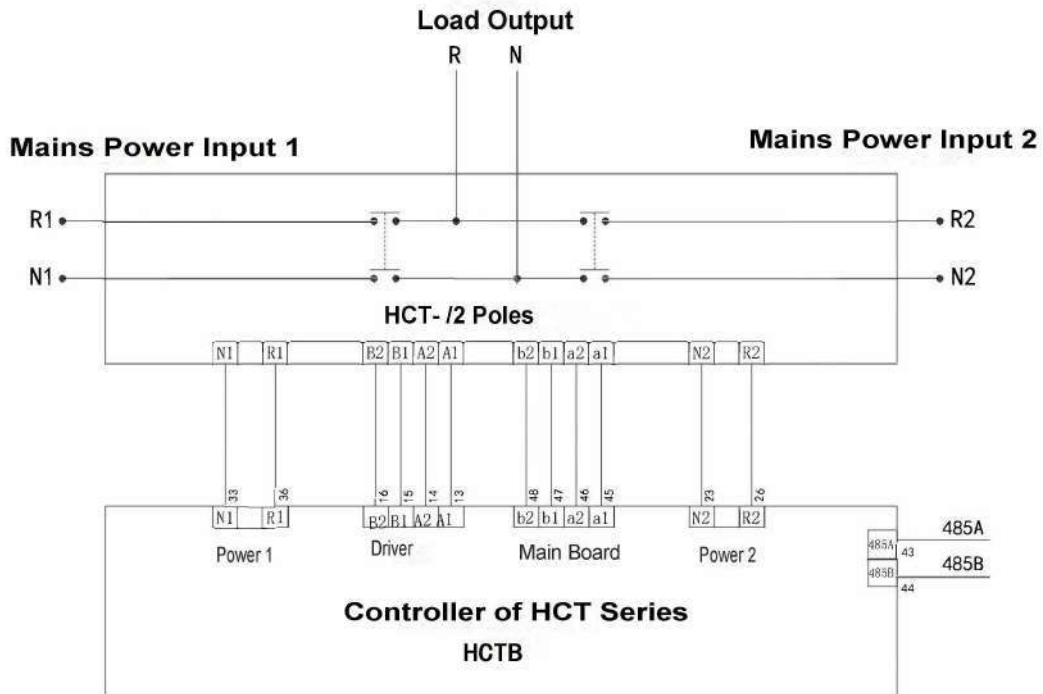 Load Output
R N
Mains Power Input 1
Mains Power Input 2
R1 R2
N1 N2
HCT- /2 Poles
N1 R1 B2 B1 A2 A1 b2 b1 a2 a1 N2 R2
33 36 16 15 14 13 48 47 46 45 23 26
N1 R1 B2 B1 A2 A1 b2 b1 a2 a1 N2 R2
Power 1 Driver Main Board Power 2
485A 43 485A
485B 44 485B
Controller of HCT Series
HCTB